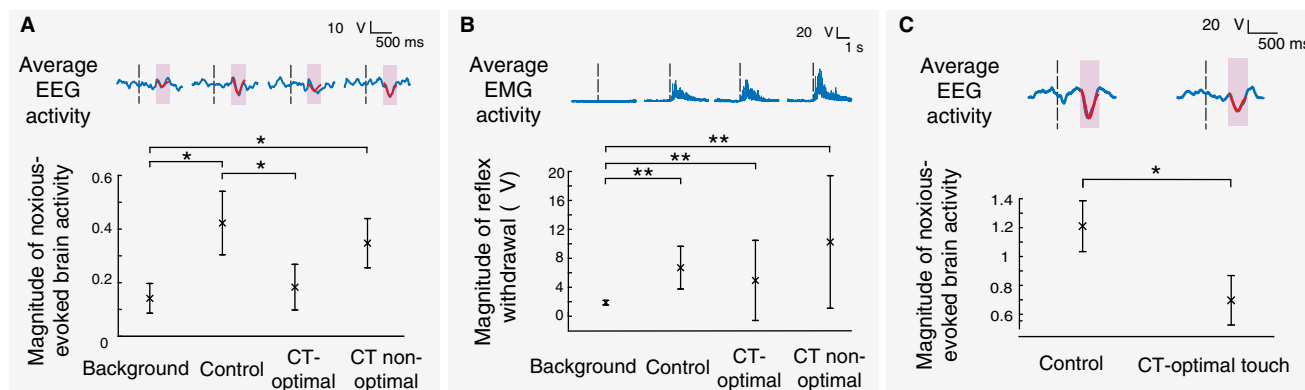 A
10 V
500 ms
Average
EEG
activity
*
*
*
Magnitude of noxious-
evoked brain activity
0.6
0.4
0.2
0
Background
Control
CT-
optimal
CT non-
optimal
B
20 V
1 s
Average
EMG
activity
**
**
**
Magnitude of reflex
withdrawal ( V)
20
16
12
8
4
0
Background
Control
CT-
optimal
CT non-
optimal
C
20 V
500 ms
Average
EEG
activity
*
Magnitude of noxious-
evoked brain activity
1.4
1.2
1
0.8
0.6
Control
CT-optimal touch